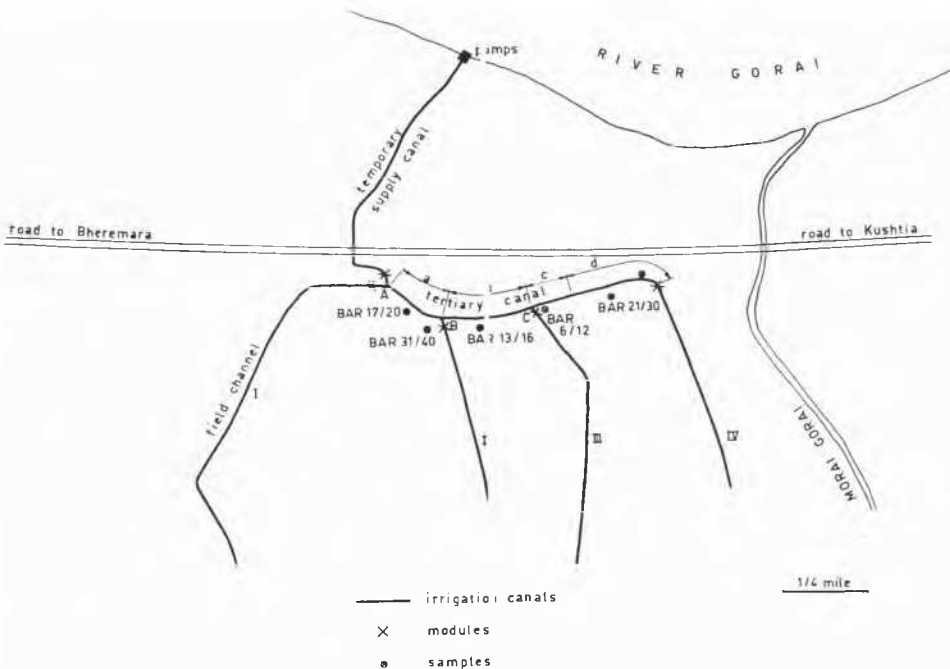 RIVER GORAI
temporary
supply canal
road to Bheremara
road to Kushtia
a
c
d
tertiary canal
A
B
C
BAR 17/20
BAR 31/40
BAR 13/16
BAR
6/12
BAR 21/30
field channel
I
I
III
IV
MORAI GORAI
1/4 mile
canals
modules
samples